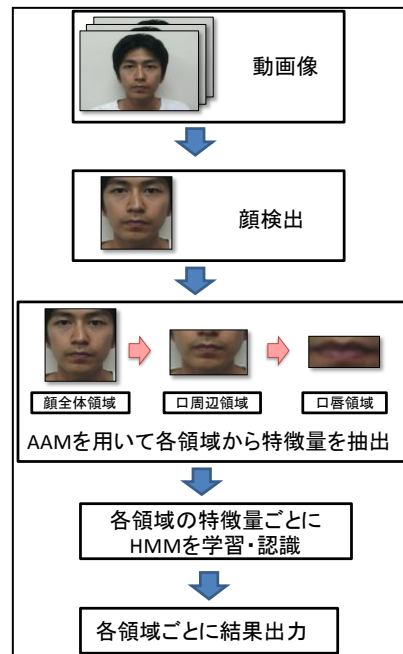 動画像
顔検出
顔全体領域
口周辺領域
口唇領域
AAMを用いて各領域から特徴量を抽出
各領域の特徴量ごとに
HMMを学習・認識
各領域ごとに結果出力